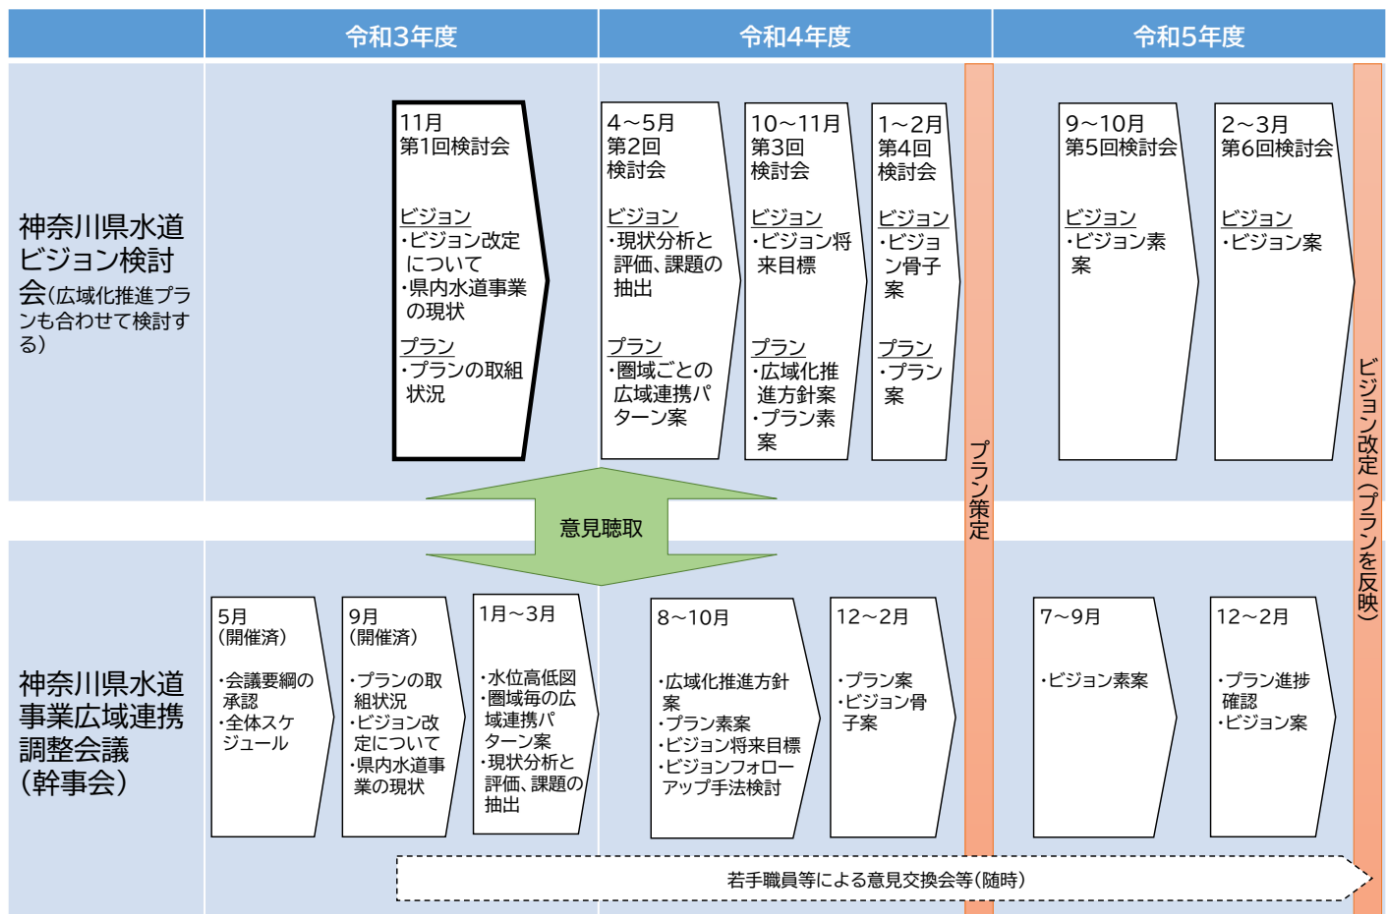 令和3年度
令和4年度
令和5年度
神奈川県水道
ビジョン検討
会(広域化推進プラ
ンも合わせて検討す
る)
11月
第1回検討会
ビジョン
・ビジョン改定
について
・県内水道事業
の現状
プラン
・プランの取組
状況
4~5月
第2回
検討会
ビジョン
・現状分析と
評価、課題の
抽出
プラン
・圏域ごとの
広域連携パ
ターン案
10~11月
第3回
検討会
ビジョン
・ビジョン将
来目標
プラン
・広域化推
進方針案
・プラン素
案
1~2月
第4回
検討会
ビジョン
・ビジョ
ン骨子
案
プラン
・プラン
案
プラン策定
9~10月
第5回検討会
ビジョン
・ビジョン素
案
2~3月
第6回検討会
ビジョン
・ビジョン案
ビジョン改定(プランを反映)
意見聴取
神奈川県水道
事業広域連携
調整会議
(幹事会)
5月
(開催済)
・会議要綱の
承認
・全体スケ
ジュール
9月
(開催済)
・プランの取
組状況
・ビジョン改
定について
・県内水道事
業の現状
1月~3月
・水位高低図
・圏域毎の広
域連携パ
ターン案
・現状分析と
評価、課題の
抽出
8~10月
・広域化推進方針
案
・プラン素案
・ビジョン将来目標
・ビジョンフォロー
アップ手法検討
12~2月
・プラン案
・ビジョン骨
子案
7~9月
・ビジョン素案
12~2月
・プラン進捗
確認
・ビジョン案
若手職員等による意見交換会等(随時)